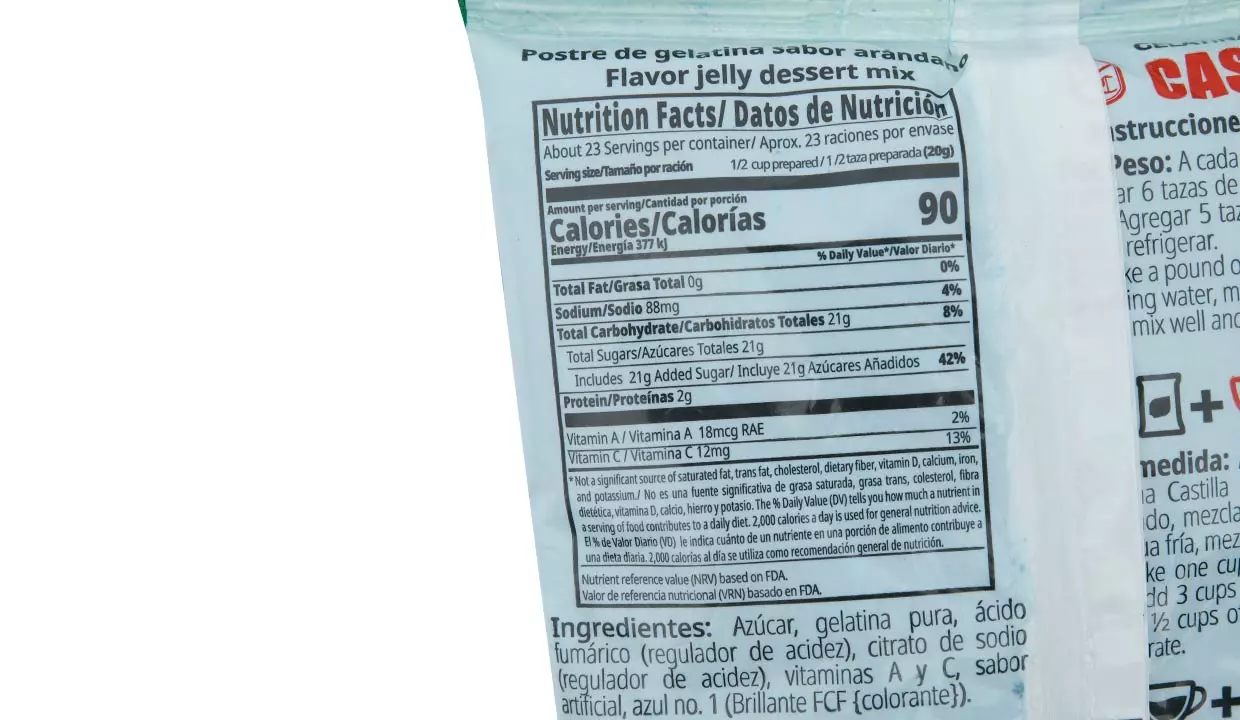 Postre de gelatina sabor arándano
Flavor jelly dessert mix
Nutrition Facts/ Datos de Nutrición
About 23 Servings per container/ Aprox. 23 raciones por envase
Serving size/Tamaño por ración 1/2 cup prepared / 1/2 taza preparada (20g)
Amount per serving/Cantidad por porción
Calories/Calorías 90
Energy/Energía 377 kJ
% Daily Value*/Valor Diario*
Total Fat/Grasa Total 0g 0%
Sodium/Sodio 88mg 4%
Total Carbohydrate/Carbohidratos Totales 21g 8%
Total Sugars/Azúcares Totales 21g
Includes 21g Added Sugar/ Incluye 21g Azúcares Añadidos 42%
Protein/Proteínas 2g
Vitamin A / Vitamina A 18mcg RAE 2%
Vitamin C / Vitamina C 12mg 13%
*Not a significant source of saturated fat, trans fat, cholesterol, dietary fiber, vitamin D, calcium, iron,
and potassium./ No es una fuente significativa de grasa saturada, grasa trans, colesterol, fibra
dietética, vitamina D, calcio, hierro y potasio. The % Daily Value (DV) tells you how much a nutrient in
a serving of food contributes to a daily diet. 2,000 calories a day is used for general nutrition advice.
El % de Valor Diario (VD) le indica cuánto de un nutriente en una porción de alimento contribuye a
una dieta diaria. 2,000 calorías al día se utiliza como recomendación general de nutrición.
Nutrient reference value (NRV) based on FDA.
Valor de referencia nutricional (VRN) basado en FDA.
Ingredientes: Azúcar, gelatina pura, ácido
fumárico (regulador de acidez), citrato de sodio
(regulador de acidez), vitaminas A y C, sabor
artificial, azul no. 1 (Brillante FCF {colorante}).
CAS
struccione
Peso: A cada
ar 6 tazas de
Agregar 5 taz
refrigerar.
ke a pound o
ing water, m
mix well and
+
medida:
na Castilla
do, mezcla
ua fría, mez
ke one cup
dd 3 cups
½ cups o
rate.
+